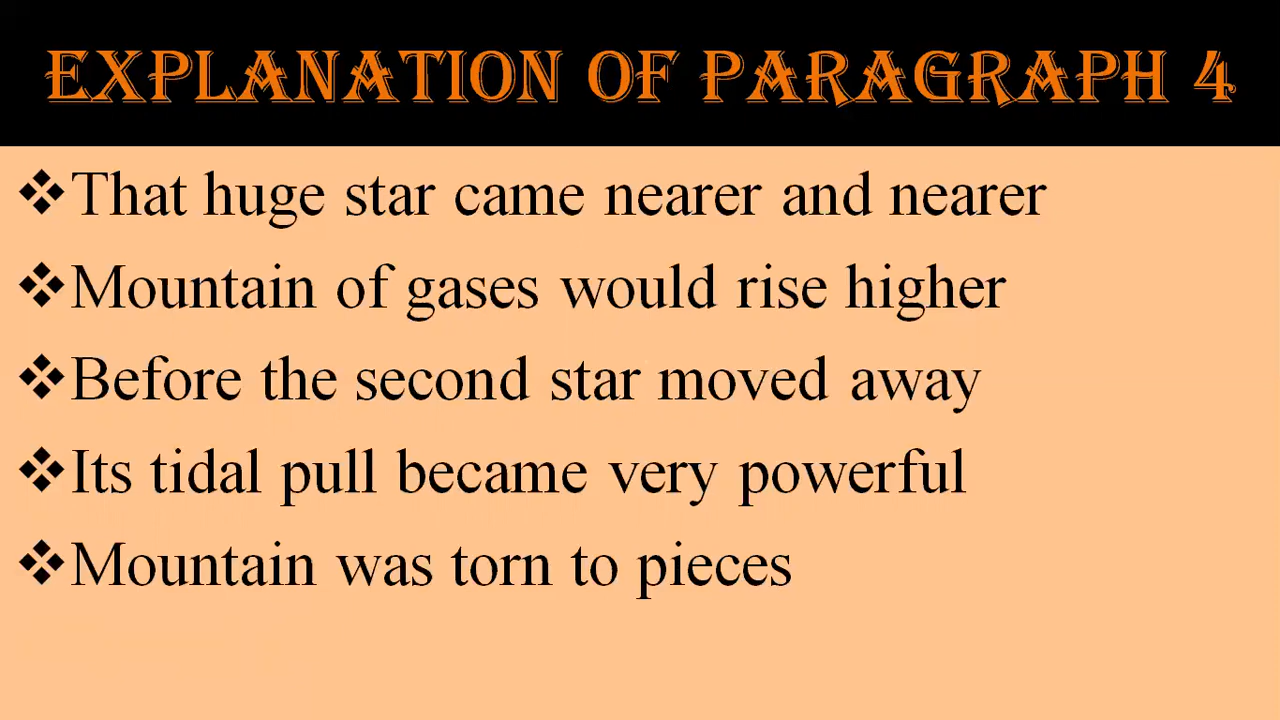 EXPLANATION OF PARAGRAPH 4
❖That huge star came nearer and nearer
❖Mountain of gases would rise higher
❖Before the second star moved away
❖Its tidal pull became very powerful
❖Mountain was torn to pieces